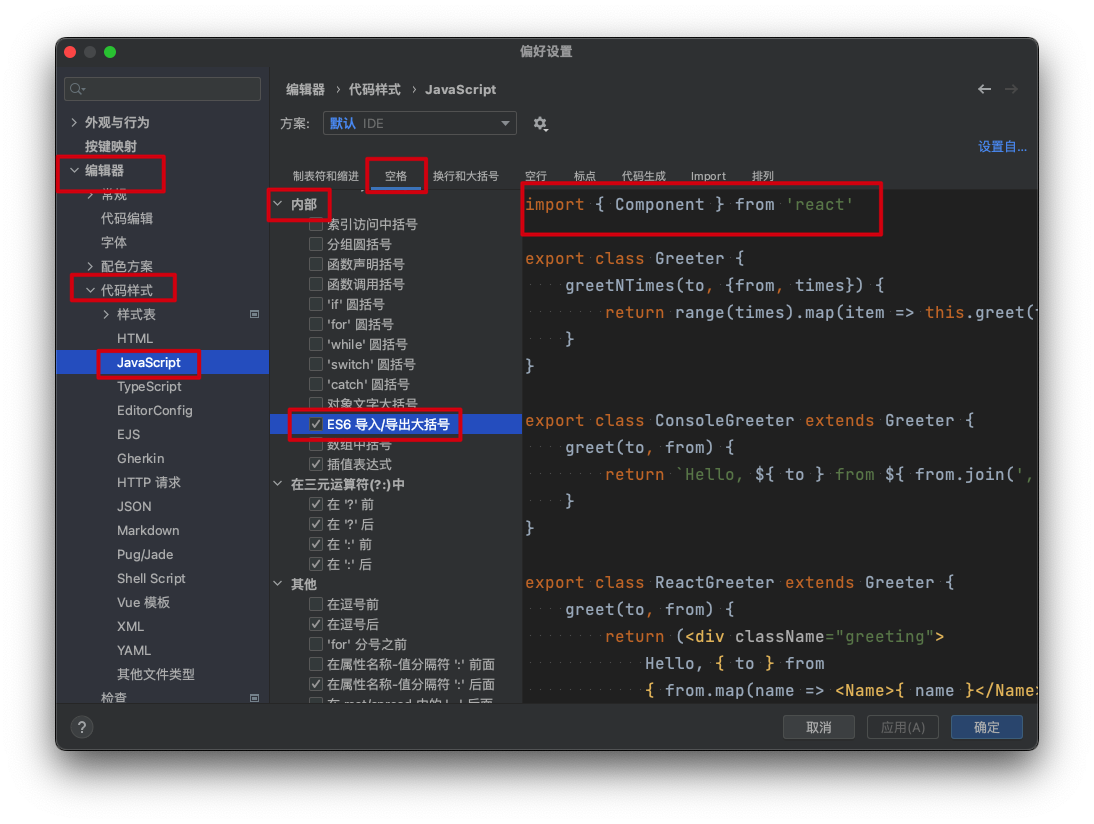 偏好设置
外观与行为
按键映射
编辑器
常规
代码编辑
字体
配色方案
代码样式
样式表
HTML
JavaScript
TypeScript
EditorConfig
EJS
Gherkin
HTTP 请求
JSON
Markdown
Pug/Jade
Shell Script
Vue 模板
XML
YAML
其他文件类型
检查
编辑器 › 代码样式 › JavaScript
方案: 默认 IDE
设置自...
制表符和缩进 空格 换行和大括号 空行 标点 代码生成 Import 排列
内部
索引访问中括号
分组圆括号
函数声明括号
函数调用括号
'if' 圆括号
'for' 圆括号
'while' 圆括号
'switch' 圆括号
'catch' 圆括号
对象文字大括号
ES6 导入/导出大括号
数组中括号
插值表达式
在三元运算符(?:)中
在 '?' 前
在 '?' 后
在 ':' 前
在 ':' 后
其他
在逗号前
在逗号后
'for' 分号之前
在属性名称-值分隔符 ':' 前面
在属性名称-值分隔符 ':' 后面
import { Component } from 'react'
export class Greeter {
greetNTimes(to, {from, times}) {
return range(times).map(item => this.greet(
}
}
export class ConsoleGreeter extends Greeter {
greet(to, from) {
return `Hello, ${ to } from ${ from.join(',
}
}
export class ReactGreeter extends Greeter {
greet(to, from) {
return (<div className="greeting">
Hello, { to } from
{ from.map(name => <Name>{ name }</Name>
?
取消 应用(A) 确定